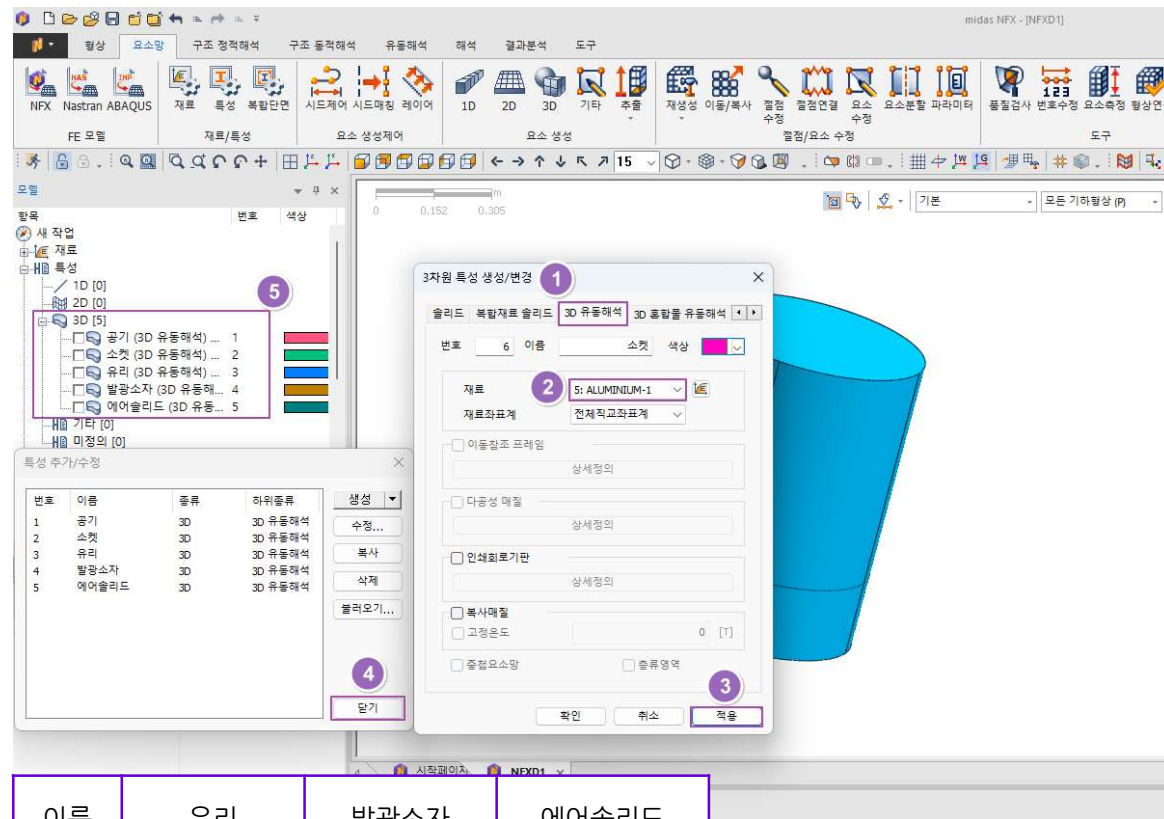 midas NFX - [NFXD1]
형상 요소망 구조 정적해석 구조 동적해석 유동해석 해석 결과분석 도구
NFX Nastran ABAQUS 재료 특성 복합단면 시드제어 시드매칭 레이어 1D 2D 3D 기타 추출 재생성 이동/복사 절점 수정 절점연결 요소 수정 요소분할 파라미터 품질검사 번호수정 요소측정 형상연
FE 모델 재료/특성 요소 생성제어 요소 생성 절점/요소 수정 도구
15
모델
항목 번호 색상
새 작업
재료
특성
1D [0]
2D [0]
3D [5]
공기 (3D 유동해석) ... 1
소켓 (3D 유동해석) ... 2
유리 (3D 유동해석) ... 3
발광소자 (3D 유동해... 4
에어솔리드 (3D 유동... 5
기타 [0]
미정의 [0]
5
[m]
0 0.152 0.305
기본 모든 기하형상 (P)
특성 추가/수정
번호 이름 종류 하위종류
1 공기 3D 3D 유동해석
2 소켓 3D 3D 유동해석
3 유리 3D 3D 유동해석
4 발광소자 3D 3D 유동해석
5 에어솔리드 3D 3D 유동해석
생성
수정...
복사
삭제
불러오기...
4
닫기
3차원 특성 생성/변경 1
솔리드 복합재료 솔리드 3D 유동해석 3D 혼합물 유동해석
번호 6 이름 소켓 색상
재료 2 5: ALUMINIUM-1
재료좌표계 전체직교좌표계
이동참조 프레임
상세정의
다공성 매질
상세정의
인쇄회로기판
상세정의
복사매질
고정온도 0 [T]
중첩요소망 층류영역
3
확인 취소 적용
시작페이지 NFXD1 ×
이름 유리 발광소자 에어솔리드